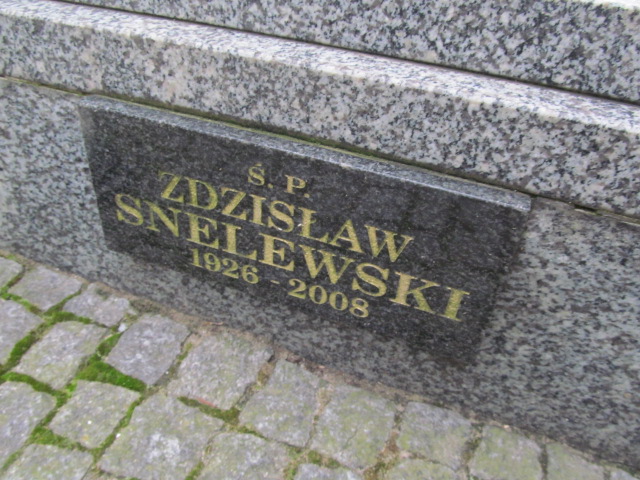 Ś. P.
ZDZISŁAW
SNELEWSKI
1926 - 2008